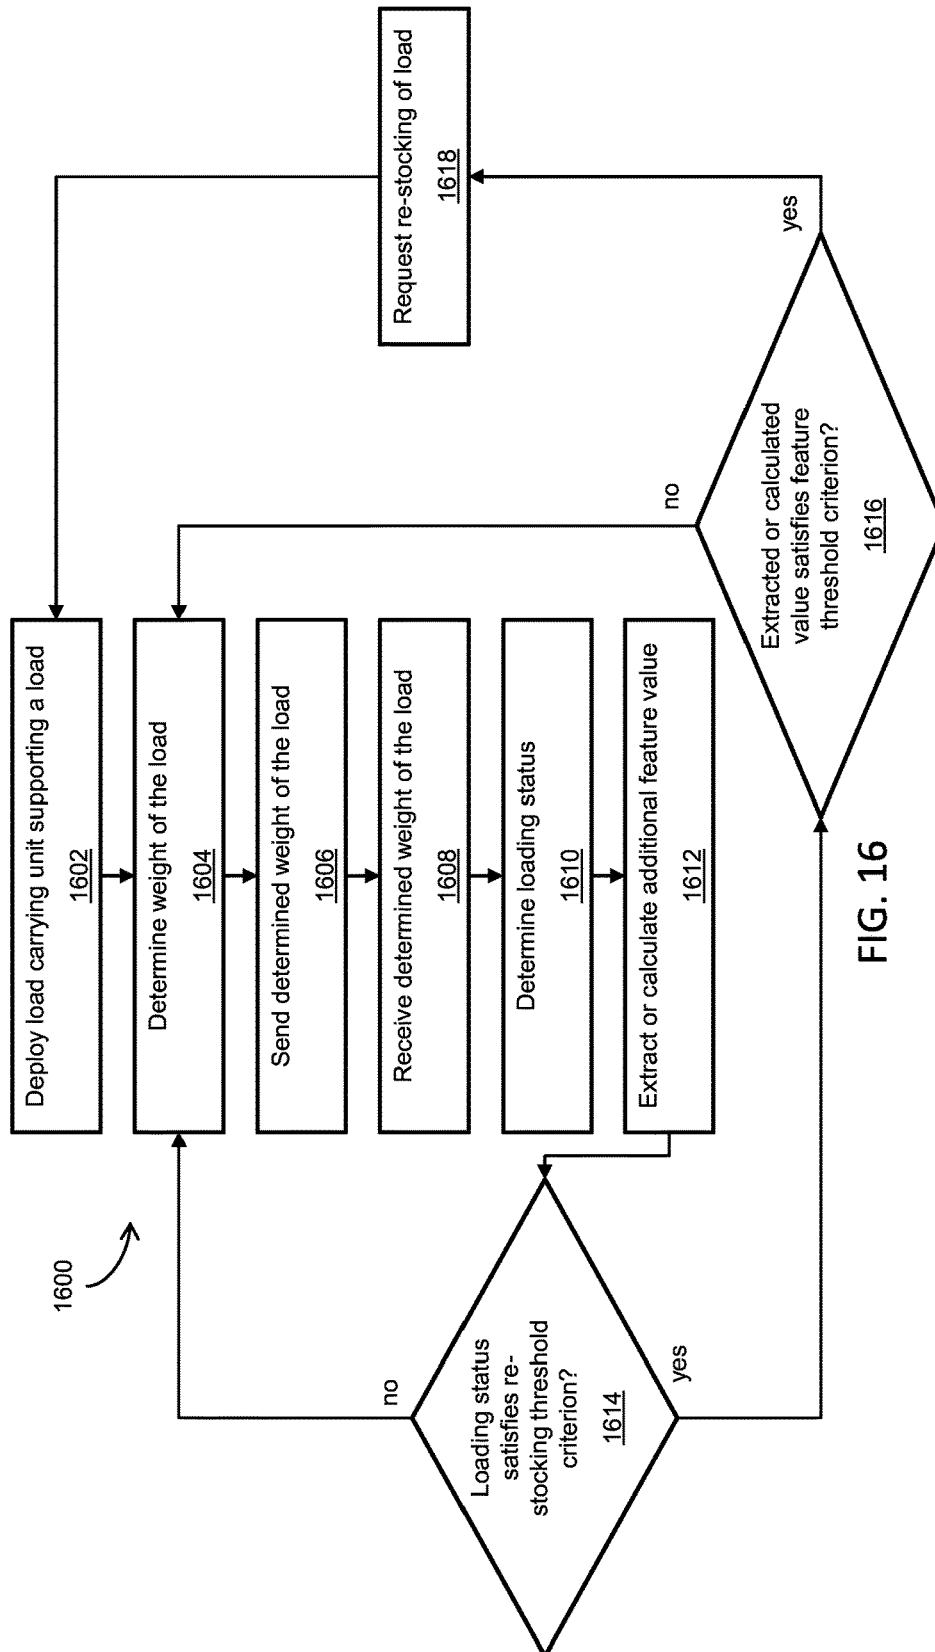 1600
Deploy load carrying unit supporting a load
1602
Determine weight of the load
1604
Send determined weight of the load
1606
Receive determined weight of the load
1608
Determine loading status
1610
Extract or calculate additional feature value
1612
Loading status
satisfies re-
stocking threshold
criterion?
1614
no
yes
Extracted or calculated
value satisfies feature
threshold criterion?
1616
no
yes
Request re-stocking of load
1618
FIG. 16